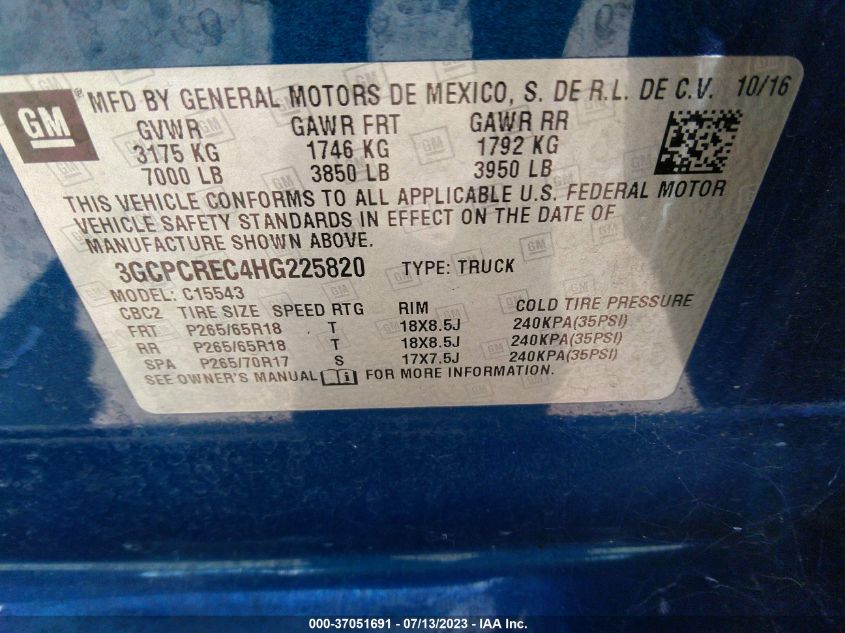 GM ® MFD BY GENERAL MOTORS DE MEXICO, S. DE R.L. DE C.V. 10/16
GVWR GAWR FRT GAWR RR
3175 KG 1746 KG 1792 KG
7000 LB 3850 LB 3950 LB
THIS VEHICLE CONFORMS TO ALL APPLICABLE U.S. FEDERAL MOTOR
VEHICLE SAFETY STANDARDS IN EFFECT ON THE DATE OF
MANUFACTURE SHOWN ABOVE.
3GCPCREC4HG225820 TYPE: TRUCK
MODEL: C15543
CBC2 TIRE SIZE SPEED RTG RIM COLD TIRE PRESSURE
FRT P265/65R18 T 18X8.5J 240KPA(35PSI)
RR P265/65R18 T 18X8.5J 240KPA(35PSI)
SPA P265/70R17 S 17X7.5J 240KPA(35PSI)
SEE OWNER'S MANUAL i FOR MORE INFORMATION.
000-37051691 - 07/13/2023 - IAA Inc.